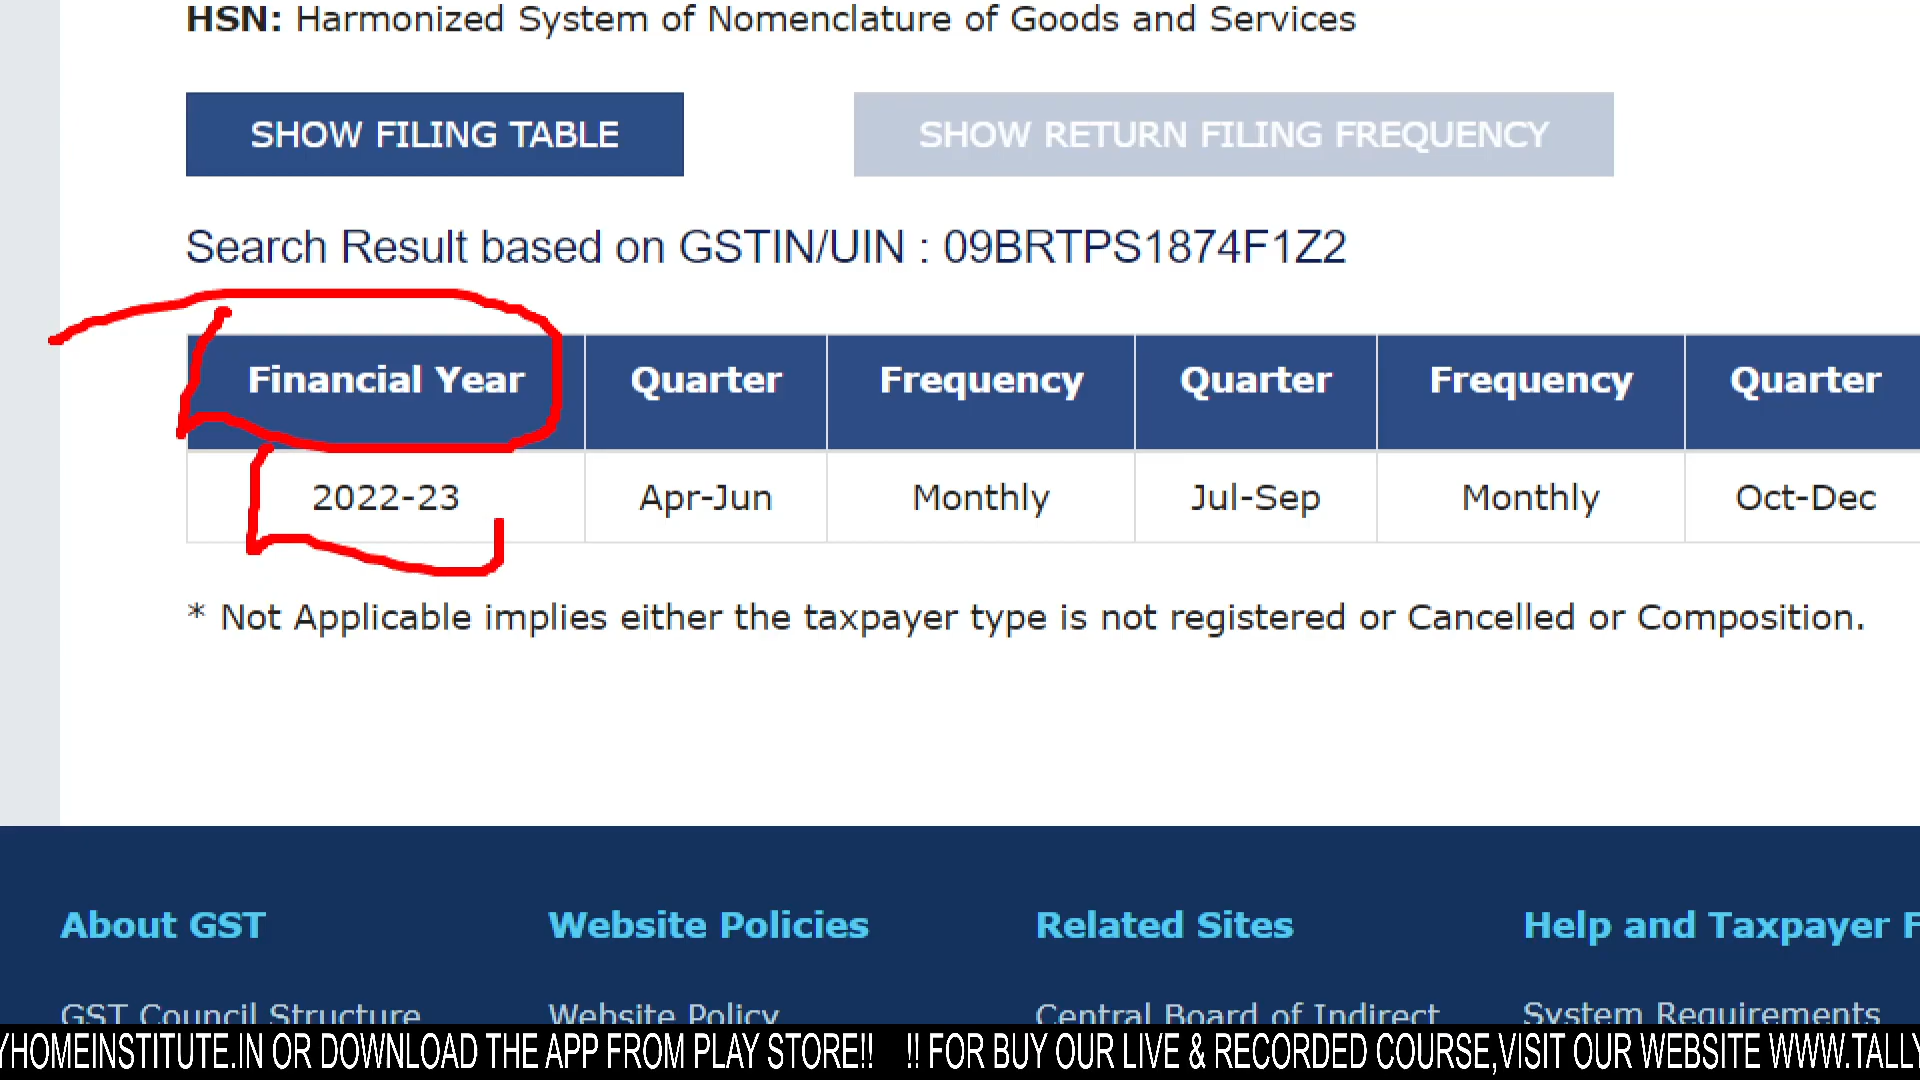 HSN: Harmonized System of Nomenclature of Goods and Services
SHOW FILING TABLE SHOW RETURN FILING FREQUENCY
Search Result based on GSTIN/UIN : 09BRTPS1874F1Z2
Financial Year Quarter Frequency Quarter Frequency Quarter
2022-23 Apr-Jun Monthly Jul-Sep Monthly Oct-Dec
* Not Applicable implies either the taxpayer type is not registered or Cancelled or Composition.
About GST Website Policies Related Sites Help and Taxpayer F
GST Council Structure Website Policy Central Board of Indirect System Requirements
YHOMEINSTITUTE.IN OR DOWNLOAD THE APP FROM PLAY STORE!! !! FOR BUY OUR LIVE & RECORDED COURSE,VISIT OUR WEBSITE WWW.TALLY